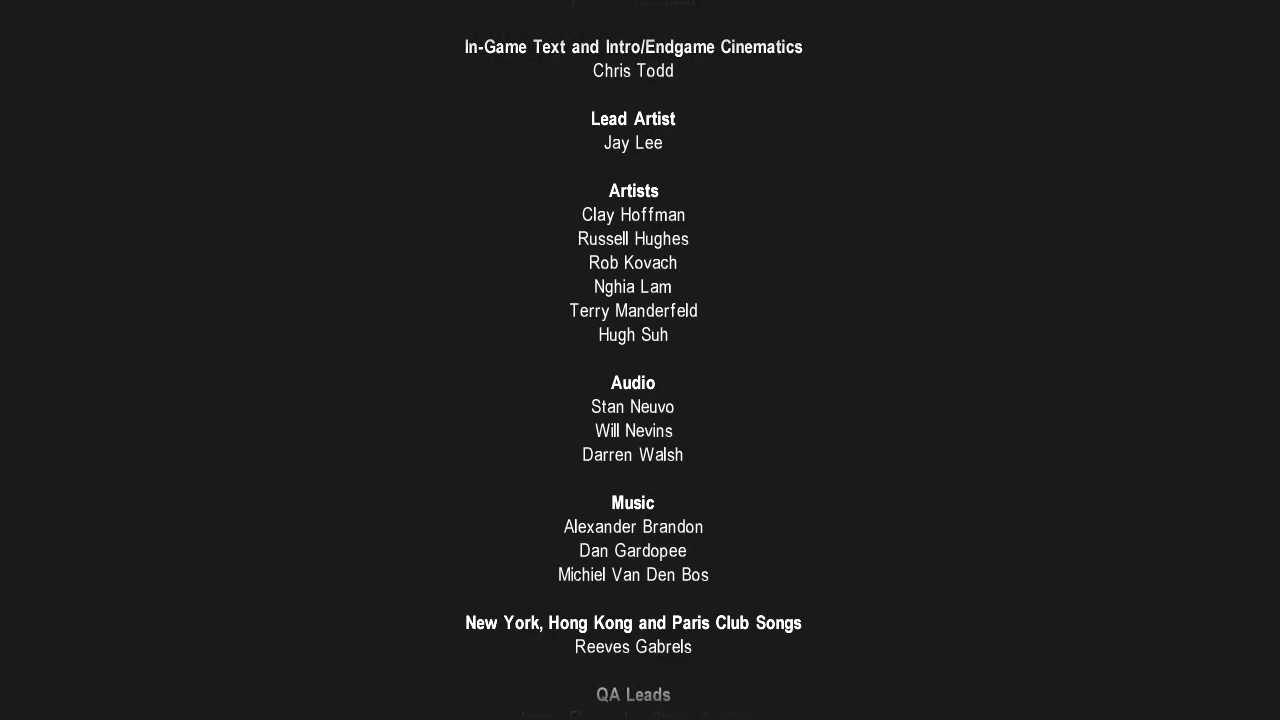 In-Game Text and Intro/Endgame Cinematics
Chris Todd
Lead Artist
Jay Lee
Artists
Clay Hoffman
Russell Hughes
Rob Kovach
Nghia Lam
Terry Manderfeld
Hugh Suh
Audio
Stan Neuvo
Will Nevins
Darren Walsh
Music
Alexander Brandon
Dan Gardopee
Michiel Van Den Bos
New York, Hong Kong and Paris Club Songs
Reeves Gabrels
QA Leads